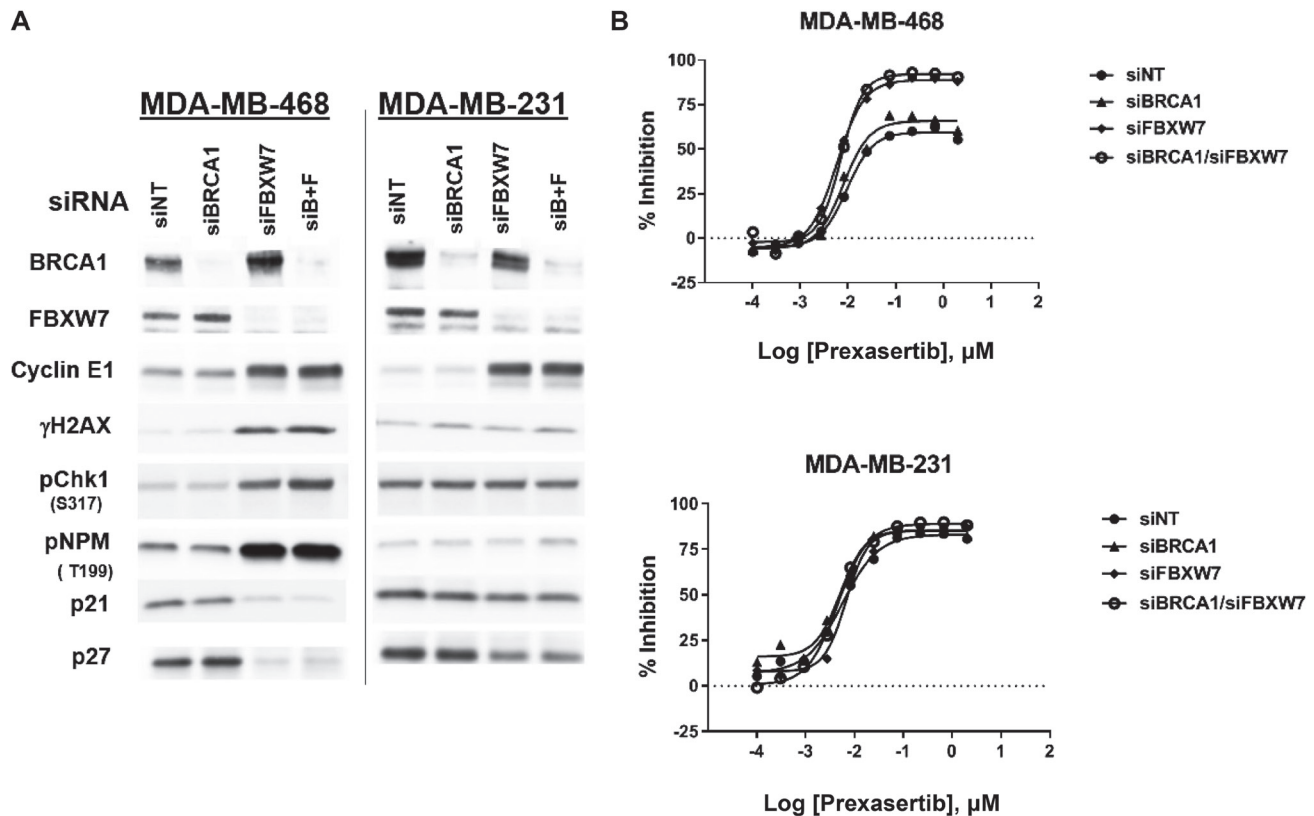 A
MDA-MB-468
MDA-MB-231
siRNA
siNT
siBRCA1
siFBXW7
siB+F
siNT
siBRCA1
siFBXW7
siB+F
BRCA1
FBXW7
Cyclin E1
γH2AX
pChk1
(S317)
pNPM
( T199)
p21
p27
B
MDA-MB-468
% Inhibition
100
75
50
25
0
-25
-4 -3 -2 -1 0 1 2
Log [Prexasertib], µM
siNT
siBRCA1
siFBXW7
siBRCA1/siFBXW7
MDA-MB-231
% Inhibition
100
75
50
25
0
-25
-4 -3 -2 -1 0 1 2
Log [Prexasertib], µM
siNT
siBRCA1
siFBXW7
siBRCA1/siFBXW7